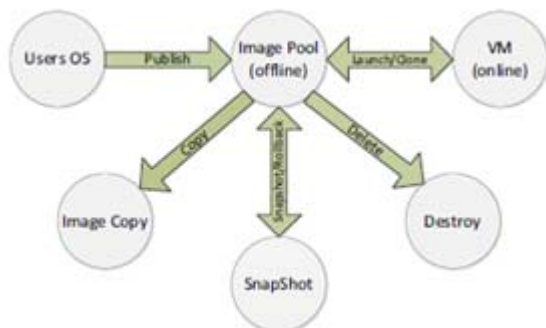 Users OS
Publish
Image Pool
(offline)
Launch/Clone
VM
(online)
Copy
Snapshot/Rollback
Delete
Image Copy
SnapShot
Destroy